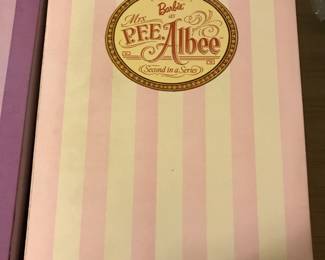 Barbie as
Mrs.
P.F.E. Albee
Second in a Series